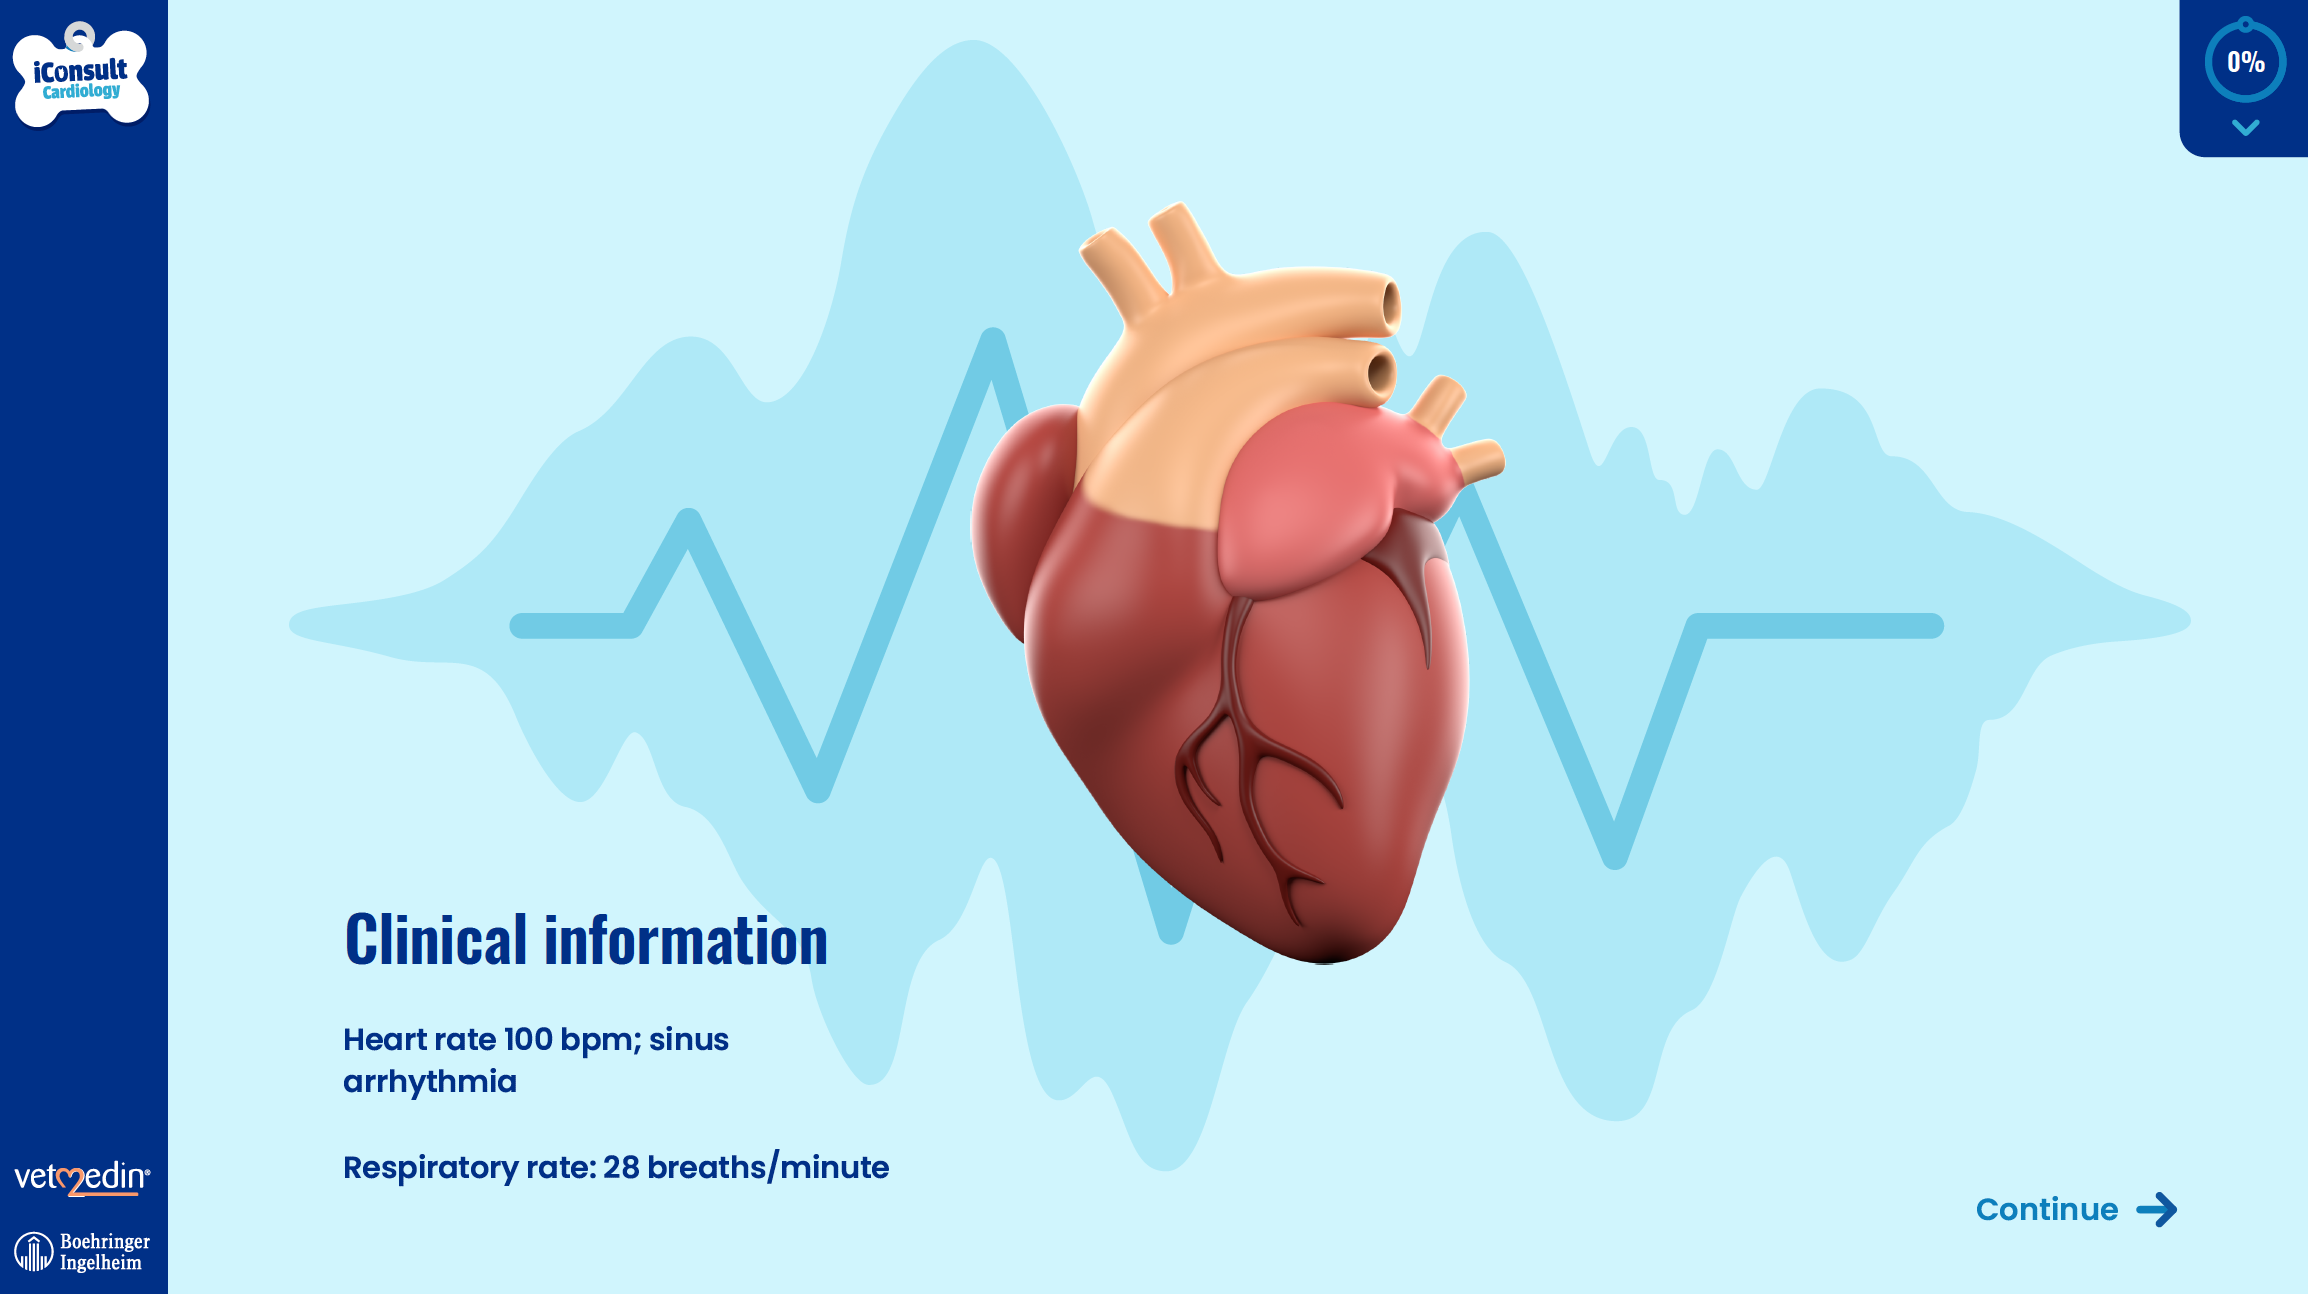 iConsult
Cardiology
0%
Clinical information
Heart rate 100 bpm; sinus
arrhythmia
Respiratory rate: 28 breaths/minute
Continue
vetmedin®
Boehringer
Ingelheim